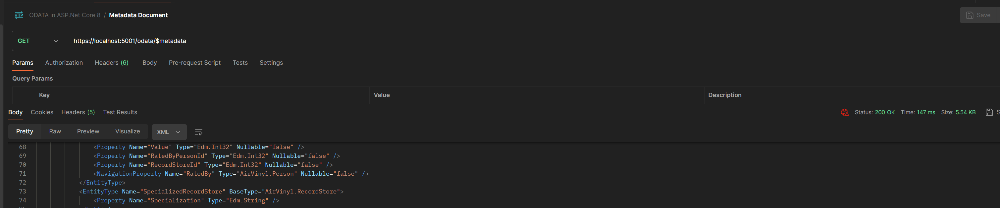 HTTP ODATA in ASP.Net Core 8 / Metadata Document Save
GET https://localhost:5001/odata/$metadata
Params Authorization Headers (6) Body Pre-request Script Tests Settings
Query Params
Key Value Description
Body Cookies Headers (5) Test Results Status: 200 OK Time: 147 ms Size: 5.54 KB S
Pretty Raw Preview Visualize XML
68 <Property Name="Value" Type="Edm.Int32" Nullable="false" />
69 <Property Name="RatedByPersonId" Type="Edm.Int32" Nullable="false" />
70 <Property Name="RecordStoreId" Type="Edm.Int32" Nullable="false" />
71 <NavigationProperty Name="RatedBy" Type="AirVinyl.Person" Nullable="false" />
72 </EntityType>
73 <EntityType Name="SpecializedRecordStore" BaseType="AirVinyl.RecordStore">
74 <Property Name="Specialization" Type="Edm.String" />